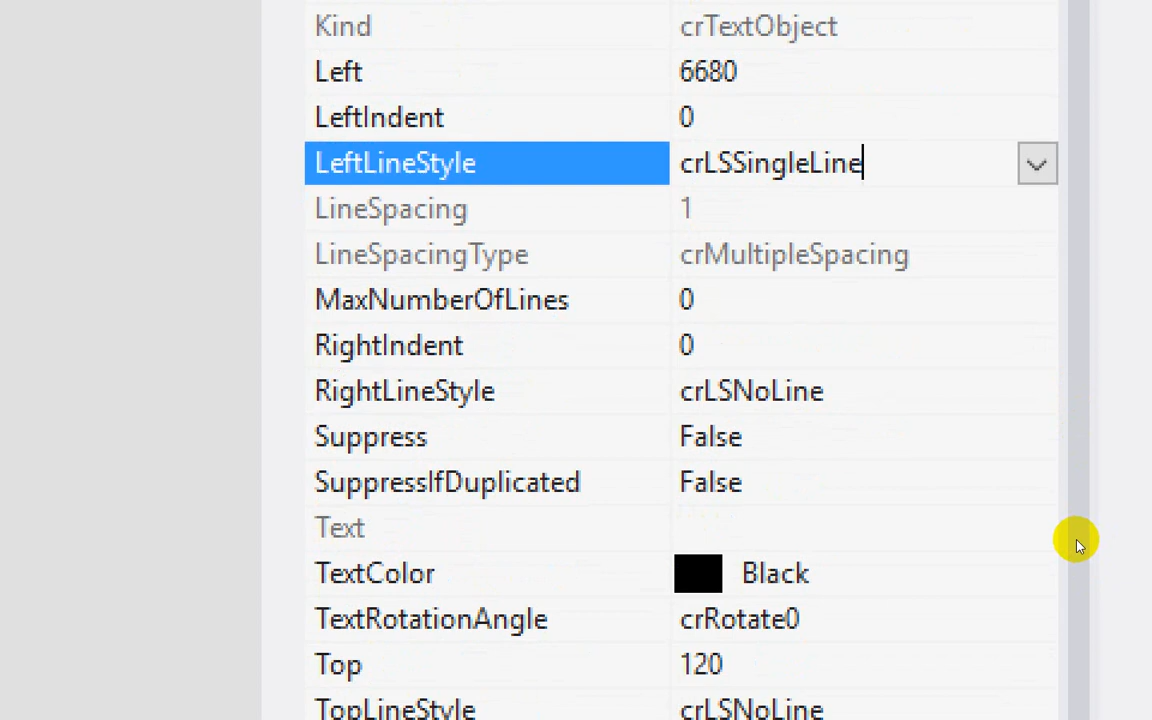 Kind crTextObject
Left 6680
LeftIndent 0
LeftLineStyle crLSSingleLine
LineSpacing 1
LineSpacingType crMultipleSpacing
MaxNumberOfLines 0
RightIndent 0
RightLineStyle crLSNoLine
Suppress False
SuppressIfDuplicated False
Text
TextColor Black
TextRotationAngle crRotate0
Top 120
TopLineStyle crLSNoLine